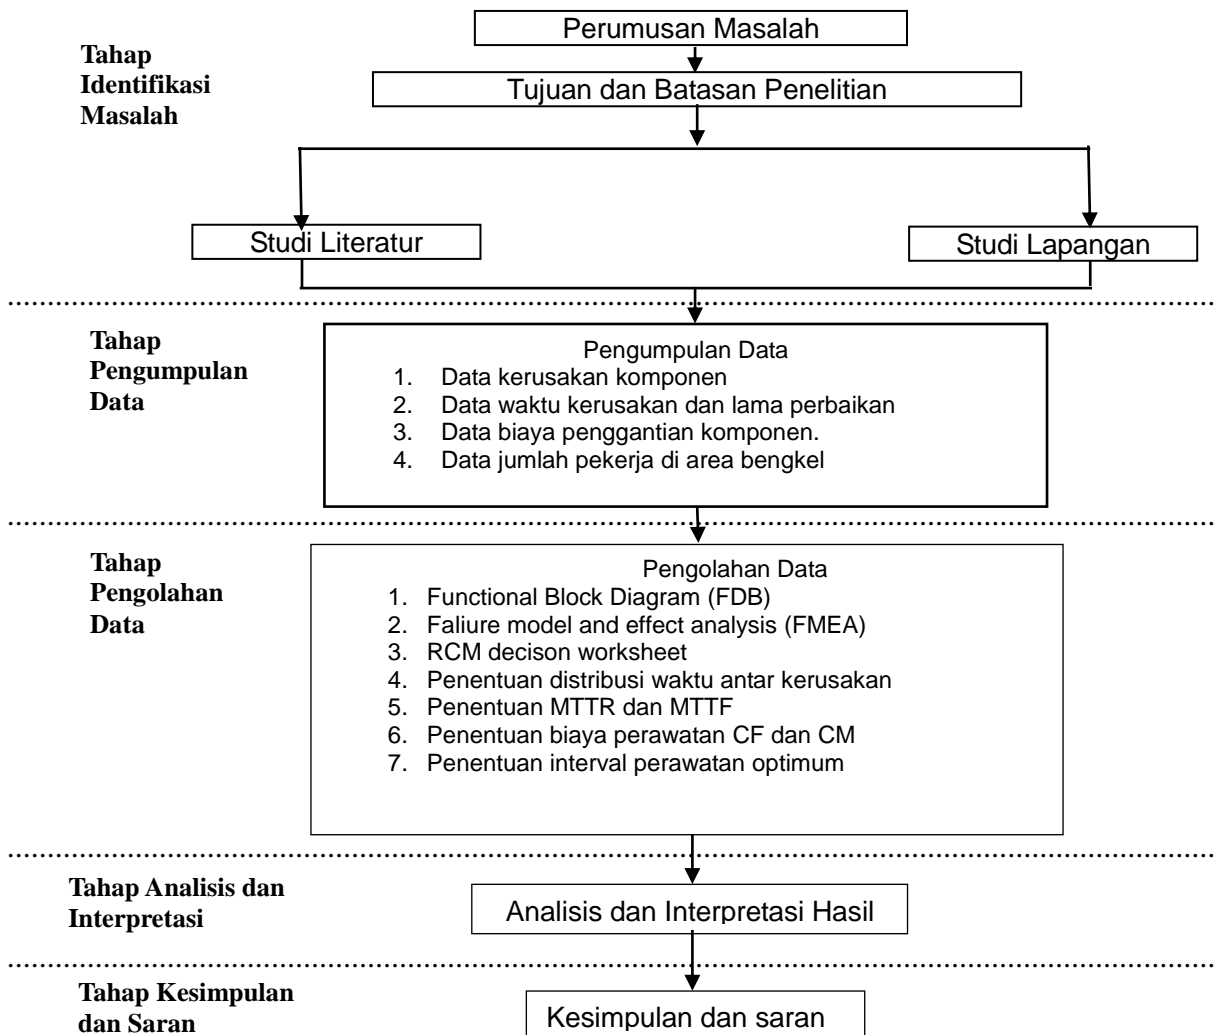 Perumusan Masalah
Tahap
Identifikasi
Masalah
Tujuan dan Batasan Penelitian
Studi Literatur
Studi Lapangan
Tahap
Pengumpulan
Data
Pengumpulan Data
1. Data kerusakan komponen
2. Data waktu kerusakan dan lama perbaikan
3. Data biaya penggantian komponen.
4. Data jumlah pekerja di area bengkel
Tahap
Pengolahan
Data
Pengolahan Data
1. Functional Block Diagram (FDB)
2. Faliure model and effect analysis (FMEA)
3. RCM decison worksheet
4. Penentuan distribusi waktu antar kerusakan
5. Penentuan MTTR dan MTTF
6. Penentuan biaya perawatan CF dan CM
7. Penentuan interval perawatan optimum
Tahap Analisis dan
Interpretasi
Analisis dan Interpretasi Hasil
Tahap Kesimpulan
dan Saran
Kesimpulan dan saran